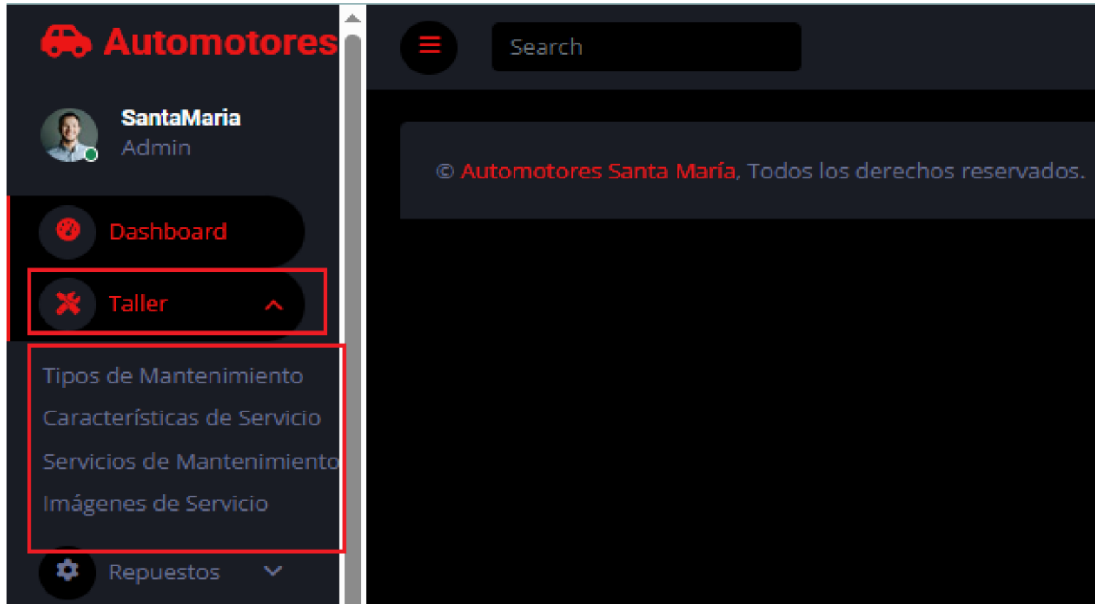 Automotores
SantaMaria
Admin
Dashboard
Taller
Tipos de Mantenimiento
Características de Servicio
Servicios de Mantenimiento
Imágenes de Servicio
Repuestos
Search
© Automotores Santa María, Todos los derechos reservados.